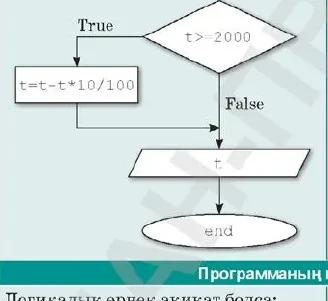 True
t>=2000
t=t-t*10/100
False
t
end
Программаның
Логикалық өрнек ақиқат болса: